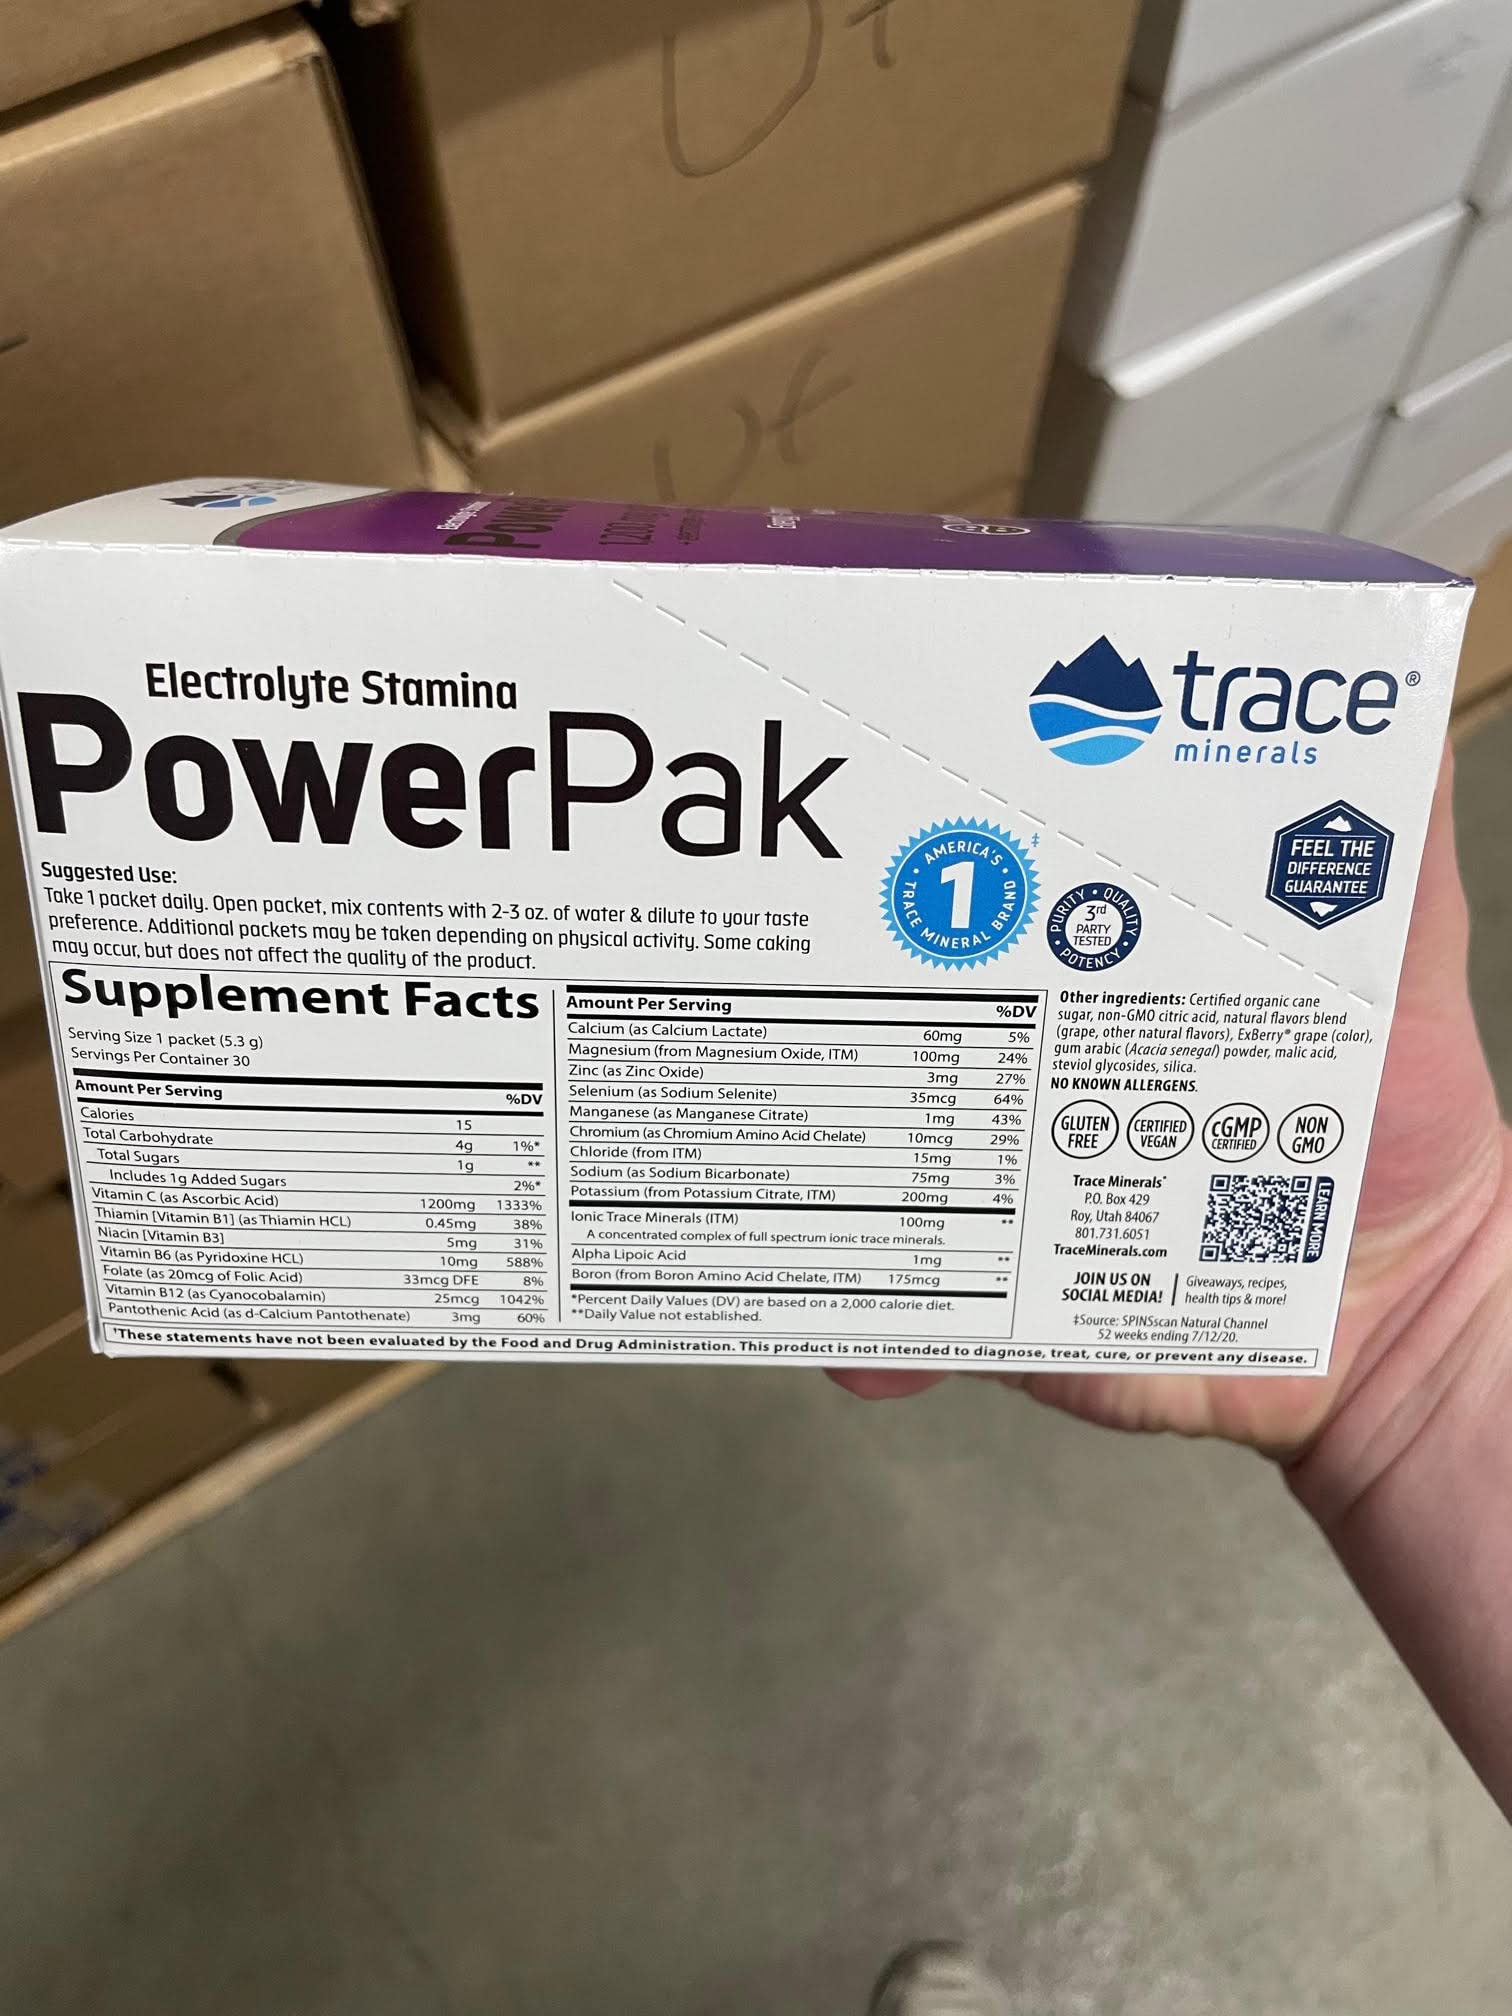 Ut
Ut
Electrolyte Stamina
PowerPak
trace®
minerals
FEEL THE
DIFFERENCE
GUARANTEE
AMERICA'S
1
TRACE MINERAL BRAND
‡
PURITY • QUALITY • POTENCY •
3rd
PARTY
TESTED
Suggested Use:
Take 1 packet daily. Open packet, mix contents with 2-3 oz. of water & dilute to your taste
preference. Additional packets may be taken depending on physical activity. Some caking
may occur, but does not affect the quality of the product.
Supplement Facts
Serving Size 1 packet (5.3 g)
Servings Per Container 30
Amount Per Serving %DV
Calories 15
Total Carbohydrate 4g 1%*
Total Sugars 1g **
Includes 1g Added Sugars 2%*
Vitamin C (as Ascorbic Acid) 1200mg 1333%
Thiamin [Vitamin B1] (as Thiamin HCL) 0.45mg 38%
Niacin [Vitamin B3] 5mg 31%
Vitamin B6 (as Pyridoxine HCL) 10mg 588%
Folate (as 20mcg of Folic Acid) 33mcg DFE 8%
Vitamin B12 (as Cyanocobalamin) 25mcg 1042%
Pantothenic Acid (as d-Calcium Pantothenate) 3mg 60%
Amount Per Serving %DV
Calcium (as Calcium Lactate) 60mg 5%
Magnesium (from Magnesium Oxide, ITM) 100mg 24%
Zinc (as Zinc Oxide) 3mg 27%
Selenium (as Sodium Selenite) 35mcg 64%
Manganese (as Manganese Citrate) 1mg 43%
Chromium (as Chromium Amino Acid Chelate) 10mcg 29%
Chloride (from ITM) 15mg 1%
Sodium (as Sodium Bicarbonate) 75mg 3%
Potassium (from Potassium Citrate, ITM) 200mg 4%
Ionic Trace Minerals (ITM) 100mg **
A concentrated complex of full spectrum ionic trace minerals.
Alpha Lipoic Acid 1mg **
Boron (from Boron Amino Acid Chelate, ITM) 175mcg **
*Percent Daily Values (DV) are based on a 2,000 calorie diet.
**Daily Value not established.
Other ingredients: Certified organic cane
sugar, non-GMO citric acid, natural flavors blend
(grape, other natural flavors), ExBerry® grape (color),
gum arabic (Acacia senegal) powder, malic acid,
steviol glycosides, silica.
NO KNOWN ALLERGENS.
GLUTEN
FREE
CERTIFIED
VEGAN
cGMP
CERTIFIED
NON
GMO
Trace Minerals®
P.O. Box 429
Roy, Utah 84067
801.731.6051
TraceMinerals.com
LEARN MORE
JOIN US ON
SOCIAL MEDIA!
Giveaways, recipes,
health tips & more!
‡Source: SPINSscan Natural Channel
52 weeks ending 7/12/20.
†These statements have not been evaluated by the Food and Drug Administration. This product is not intended to diagnose, treat, cure, or prevent any disease.